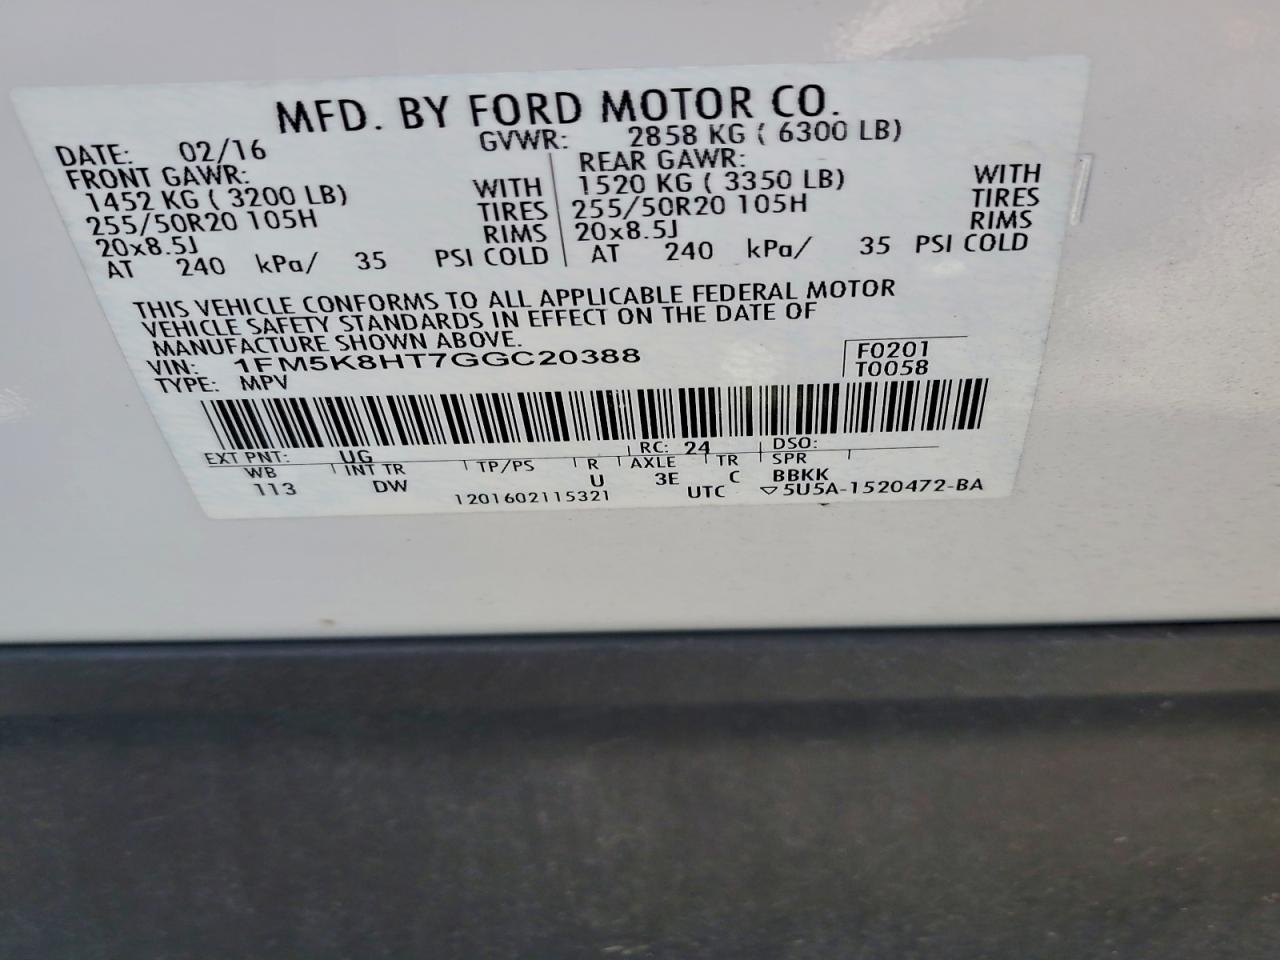 MFD. BY FORD MOTOR CO.
DATE: 02/16 GVWR: 2858 KG ( 6300 LB)
FRONT GAWR: REAR GAWR:
1452 KG ( 3200 LB) WITH 1520 KG ( 3350 LB) WITH
255/50R20 105H TIRES 255/50R20 105H TIRES
20x8.5J RIMS 20x8.5J RIMS
AT 240 kPa/ 35 PSI COLD AT 240 kPa/ 35 PSI COLD
THIS VEHICLE CONFORMS TO ALL APPLICABLE FEDERAL MOTOR
VEHICLE SAFETY STANDARDS IN EFFECT ON THE DATE OF
MANUFACTURE SHOWN ABOVE.
VIN: 1FM5K8HT7GGC20388 F0201
TYPE: MPV T0058
EXT PNT: UG RC: 24 DSO:
WB INT TR TP/PS R AXLE TR SPR
113 DW U 3E C BBKK
1201602115321 UTC ▽5U5A-1520472-BA